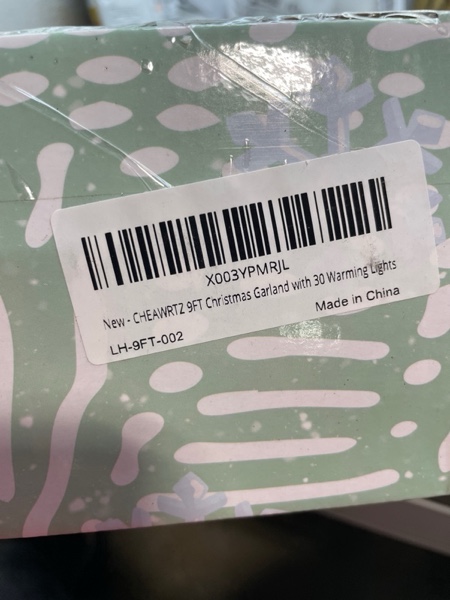 X003YPMRJL
New - CHEAWRTZ 9FT Christmas Garland with 30 Warming Lights
LH-9FT-002
Made in China